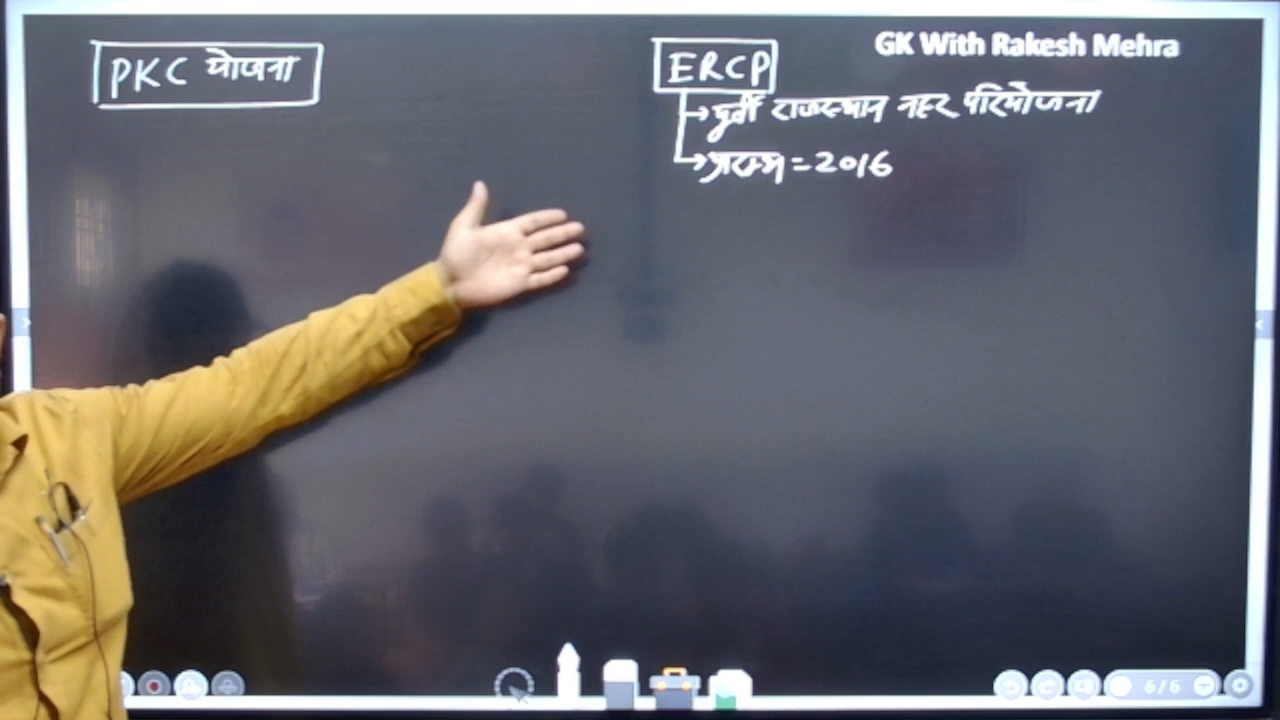 GK With Rakesh Mehra
PKC योजना
ERCP
→ पूर्वी राजस्थान नहर परियोजना
→ प्रारम्भ = 2016
6/6